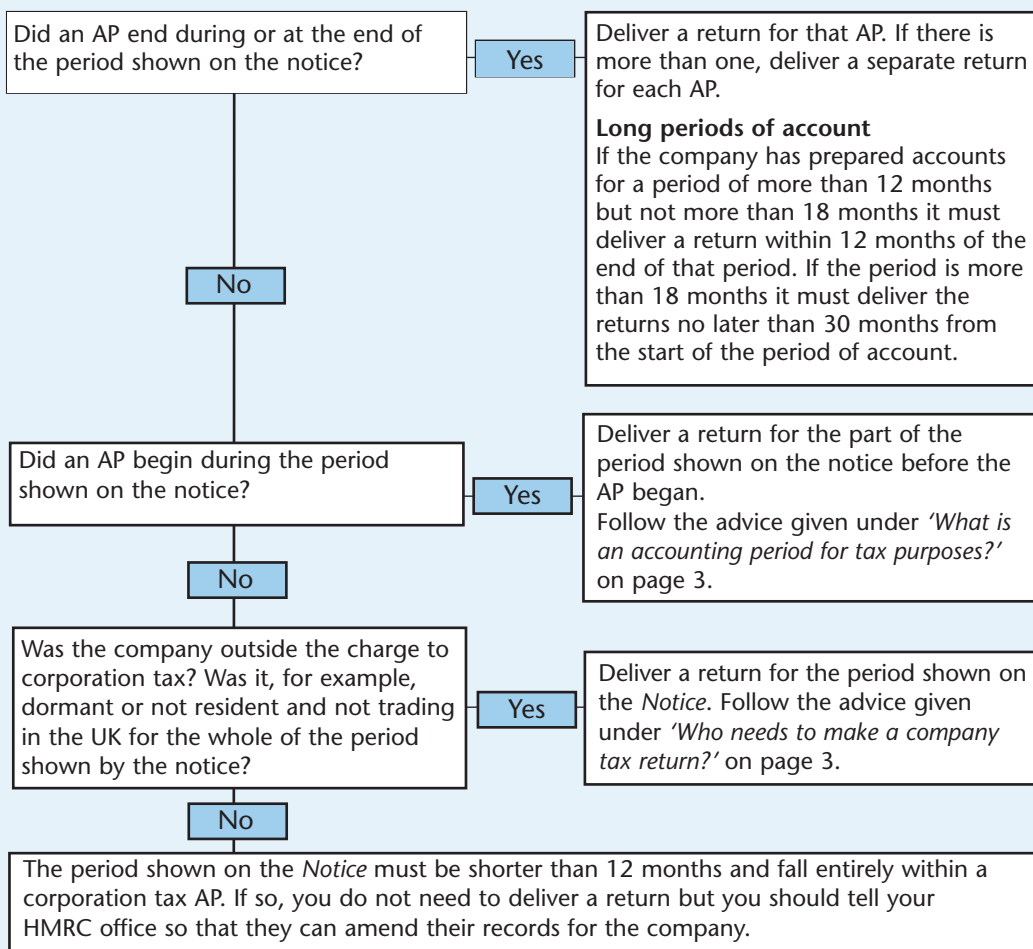 Did an AP end during or at the end of
the period shown on the notice?
Yes
Deliver a return for that AP. If there is
more than one, deliver a separate return
for each AP.
Long periods of account
If the company has prepared accounts
for a period of more than 12 months
but not more than 18 months it must
deliver a return within 12 months of the
end of that period. If the period is more
than 18 months it must deliver the
returns no later than 30 months from
the start of the period of account.
No
Did an AP begin during the period
shown on the notice?
Yes
Deliver a return for the part of the
period shown on the notice before the
AP began.
Follow the advice given under ‘What is
an accounting period for tax purposes?’
on page 3.
No
Was the company outside the charge to
corporation tax? Was it, for example,
dormant or not resident and not trading
in the UK for the whole of the period
shown by the notice?
Yes
Deliver a return for the period shown on
the Notice. Follow the advice given
under ‘Who needs to make a company
tax return?’ on page 3.
No
The period shown on the Notice must be shorter than 12 months and fall entirely within a
corporation tax AP. If so, you do not need to deliver a return but you should tell your
HMRC office so that they can amend their records for the company.